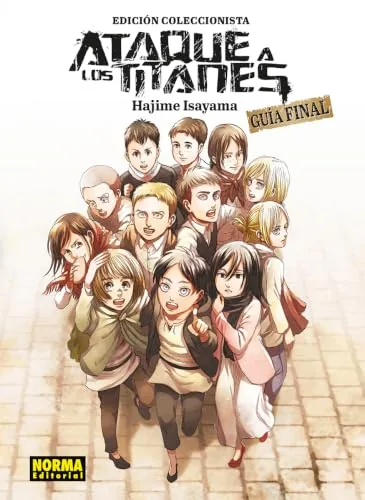 EDICIÓN COLECCIONISTA
ATAQUE A
LOS TITANES
Hajime Isayama
GUÍA FINAL
NORMA
Editorial